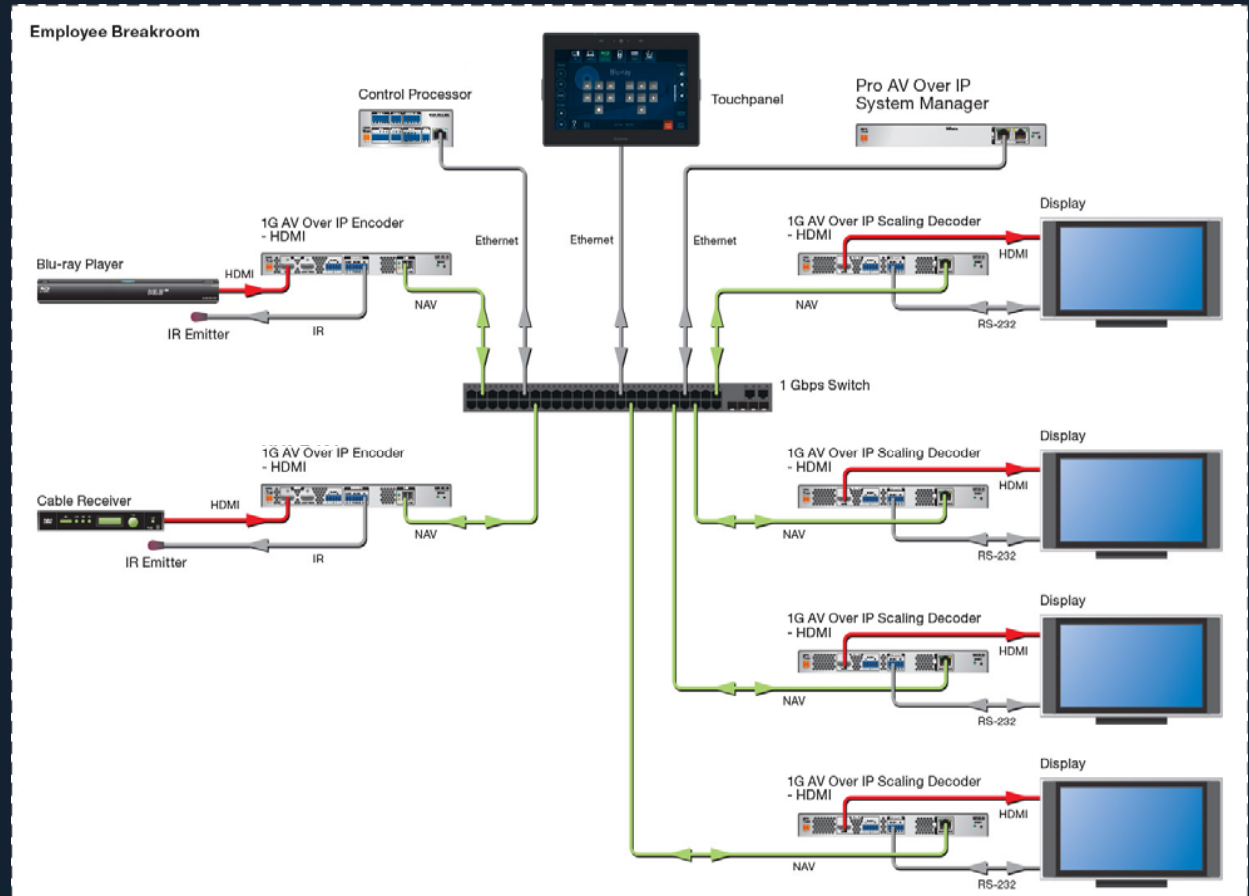 Employee Breakroom
Control Processor
Touchpanel
Pro AV Over IP
System Manager
Blu-ray
1G AV Over IP Encoder
- HDMI
Ethernet
Ethernet
Ethernet
1G AV Over IP Scaling Decoder
- HDMI
Display
HDMI
Blu-ray Player
HDMI
NAV
NAV
IR Emitter
IR
RS-232
1 Gbps Switch
1G AV Over IP Encoder
- HDMI
1G AV Over IP Scaling Decoder
- HDMI
Display
HDMI
Cable Receiver
HDMI
NAV
NAV
IR Emitter
IR
RS-232
1G AV Over IP Scaling Decoder
- HDMI
Display
HDMI
NAV
RS-232
1G AV Over IP Scaling Decoder
- HDMI
Display
HDMI
NAV
RS-232